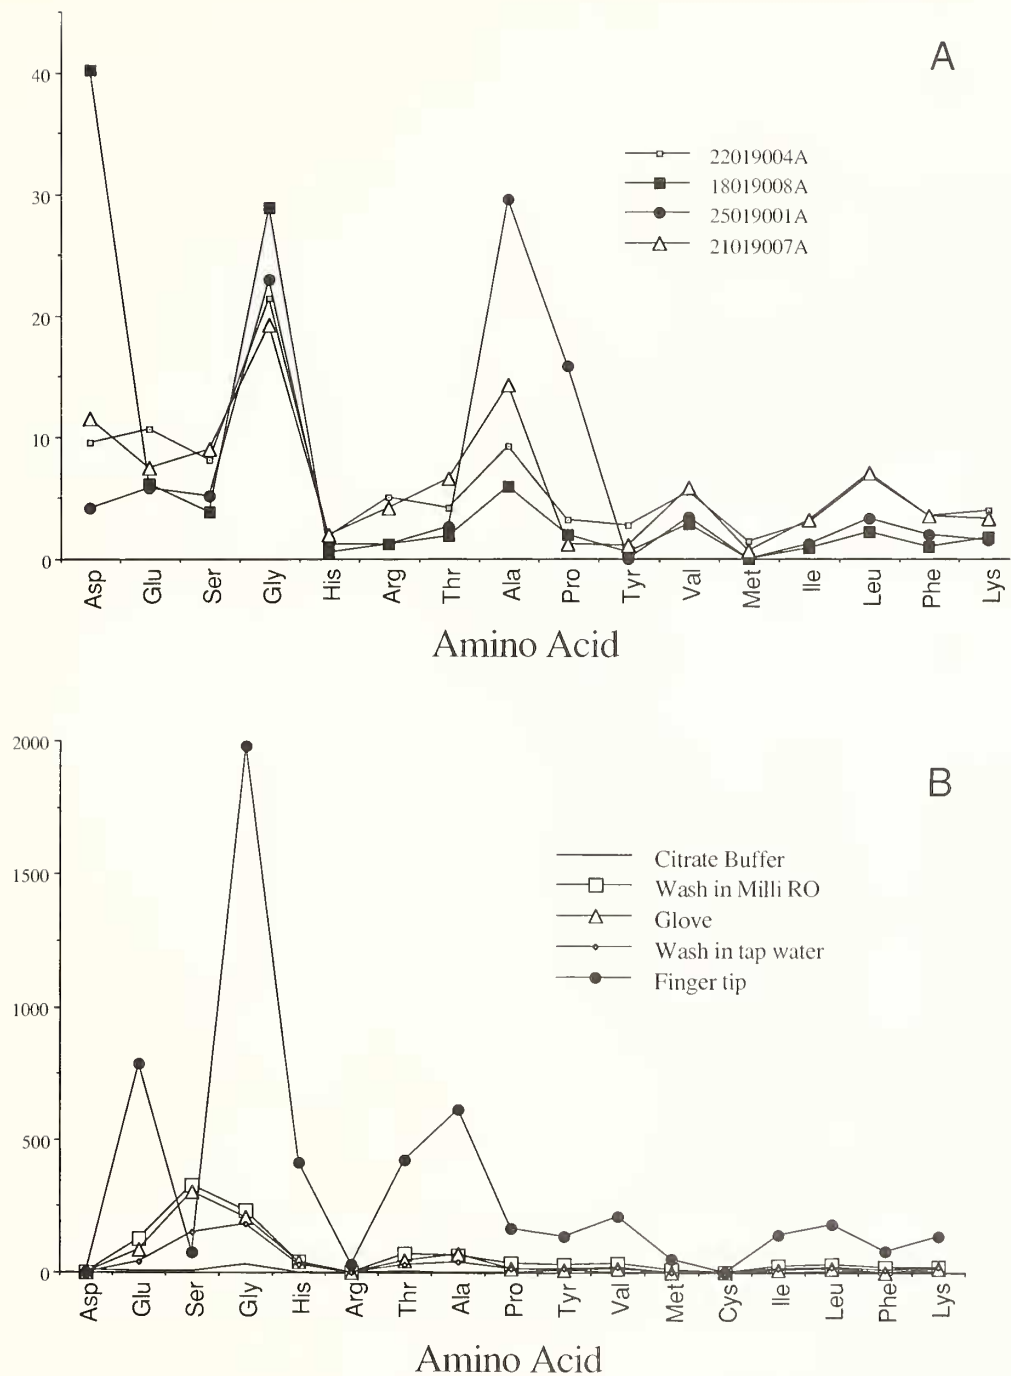 A
40
30
20
10
0
22019004A
18019008A
25019001A
21019007A
Asp Glu Ser Gly His Arg Thr Ala Pro Tyr Val Met Ile Leu Phe Lys
Amino Acid
B
2000
1500
1000
500
0
Citrate Buffer
Wash in Milli RO
Glove
Wash in tap water
Finger tip
Asp Glu Ser Gly His Arg Thr Ala Pro Tyr Val Met Cys Ile Leu Phe Lys
Amino Acid